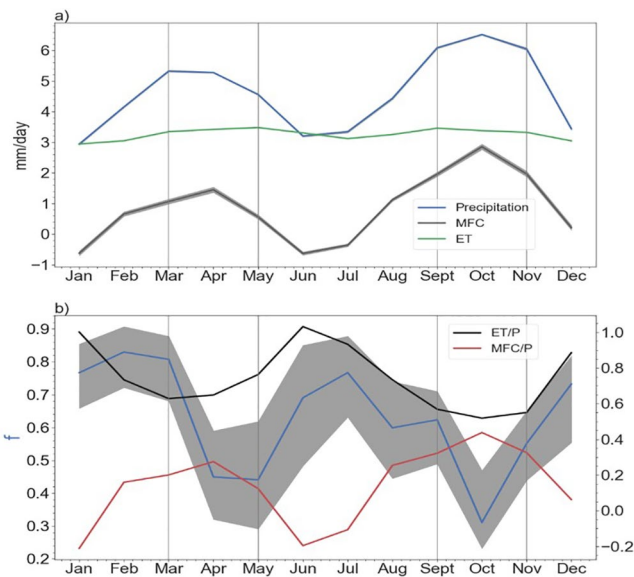 a)
6
5
4
3
2
1
0
−1
mm/day
Precipitation
MFC
ET
Jan Feb Mar Apr May Jun Jul Aug Sept Oct Nov Dec
b)
0.9
0.8
0.7
0.6
0.5
0.4
0.3
0.2
f
ET/P
MFC/P
1.0
0.8
0.6
0.4
0.2
0.0
−0.2
Jan Feb Mar Apr May Jun Jul Aug Sept Oct Nov Dec